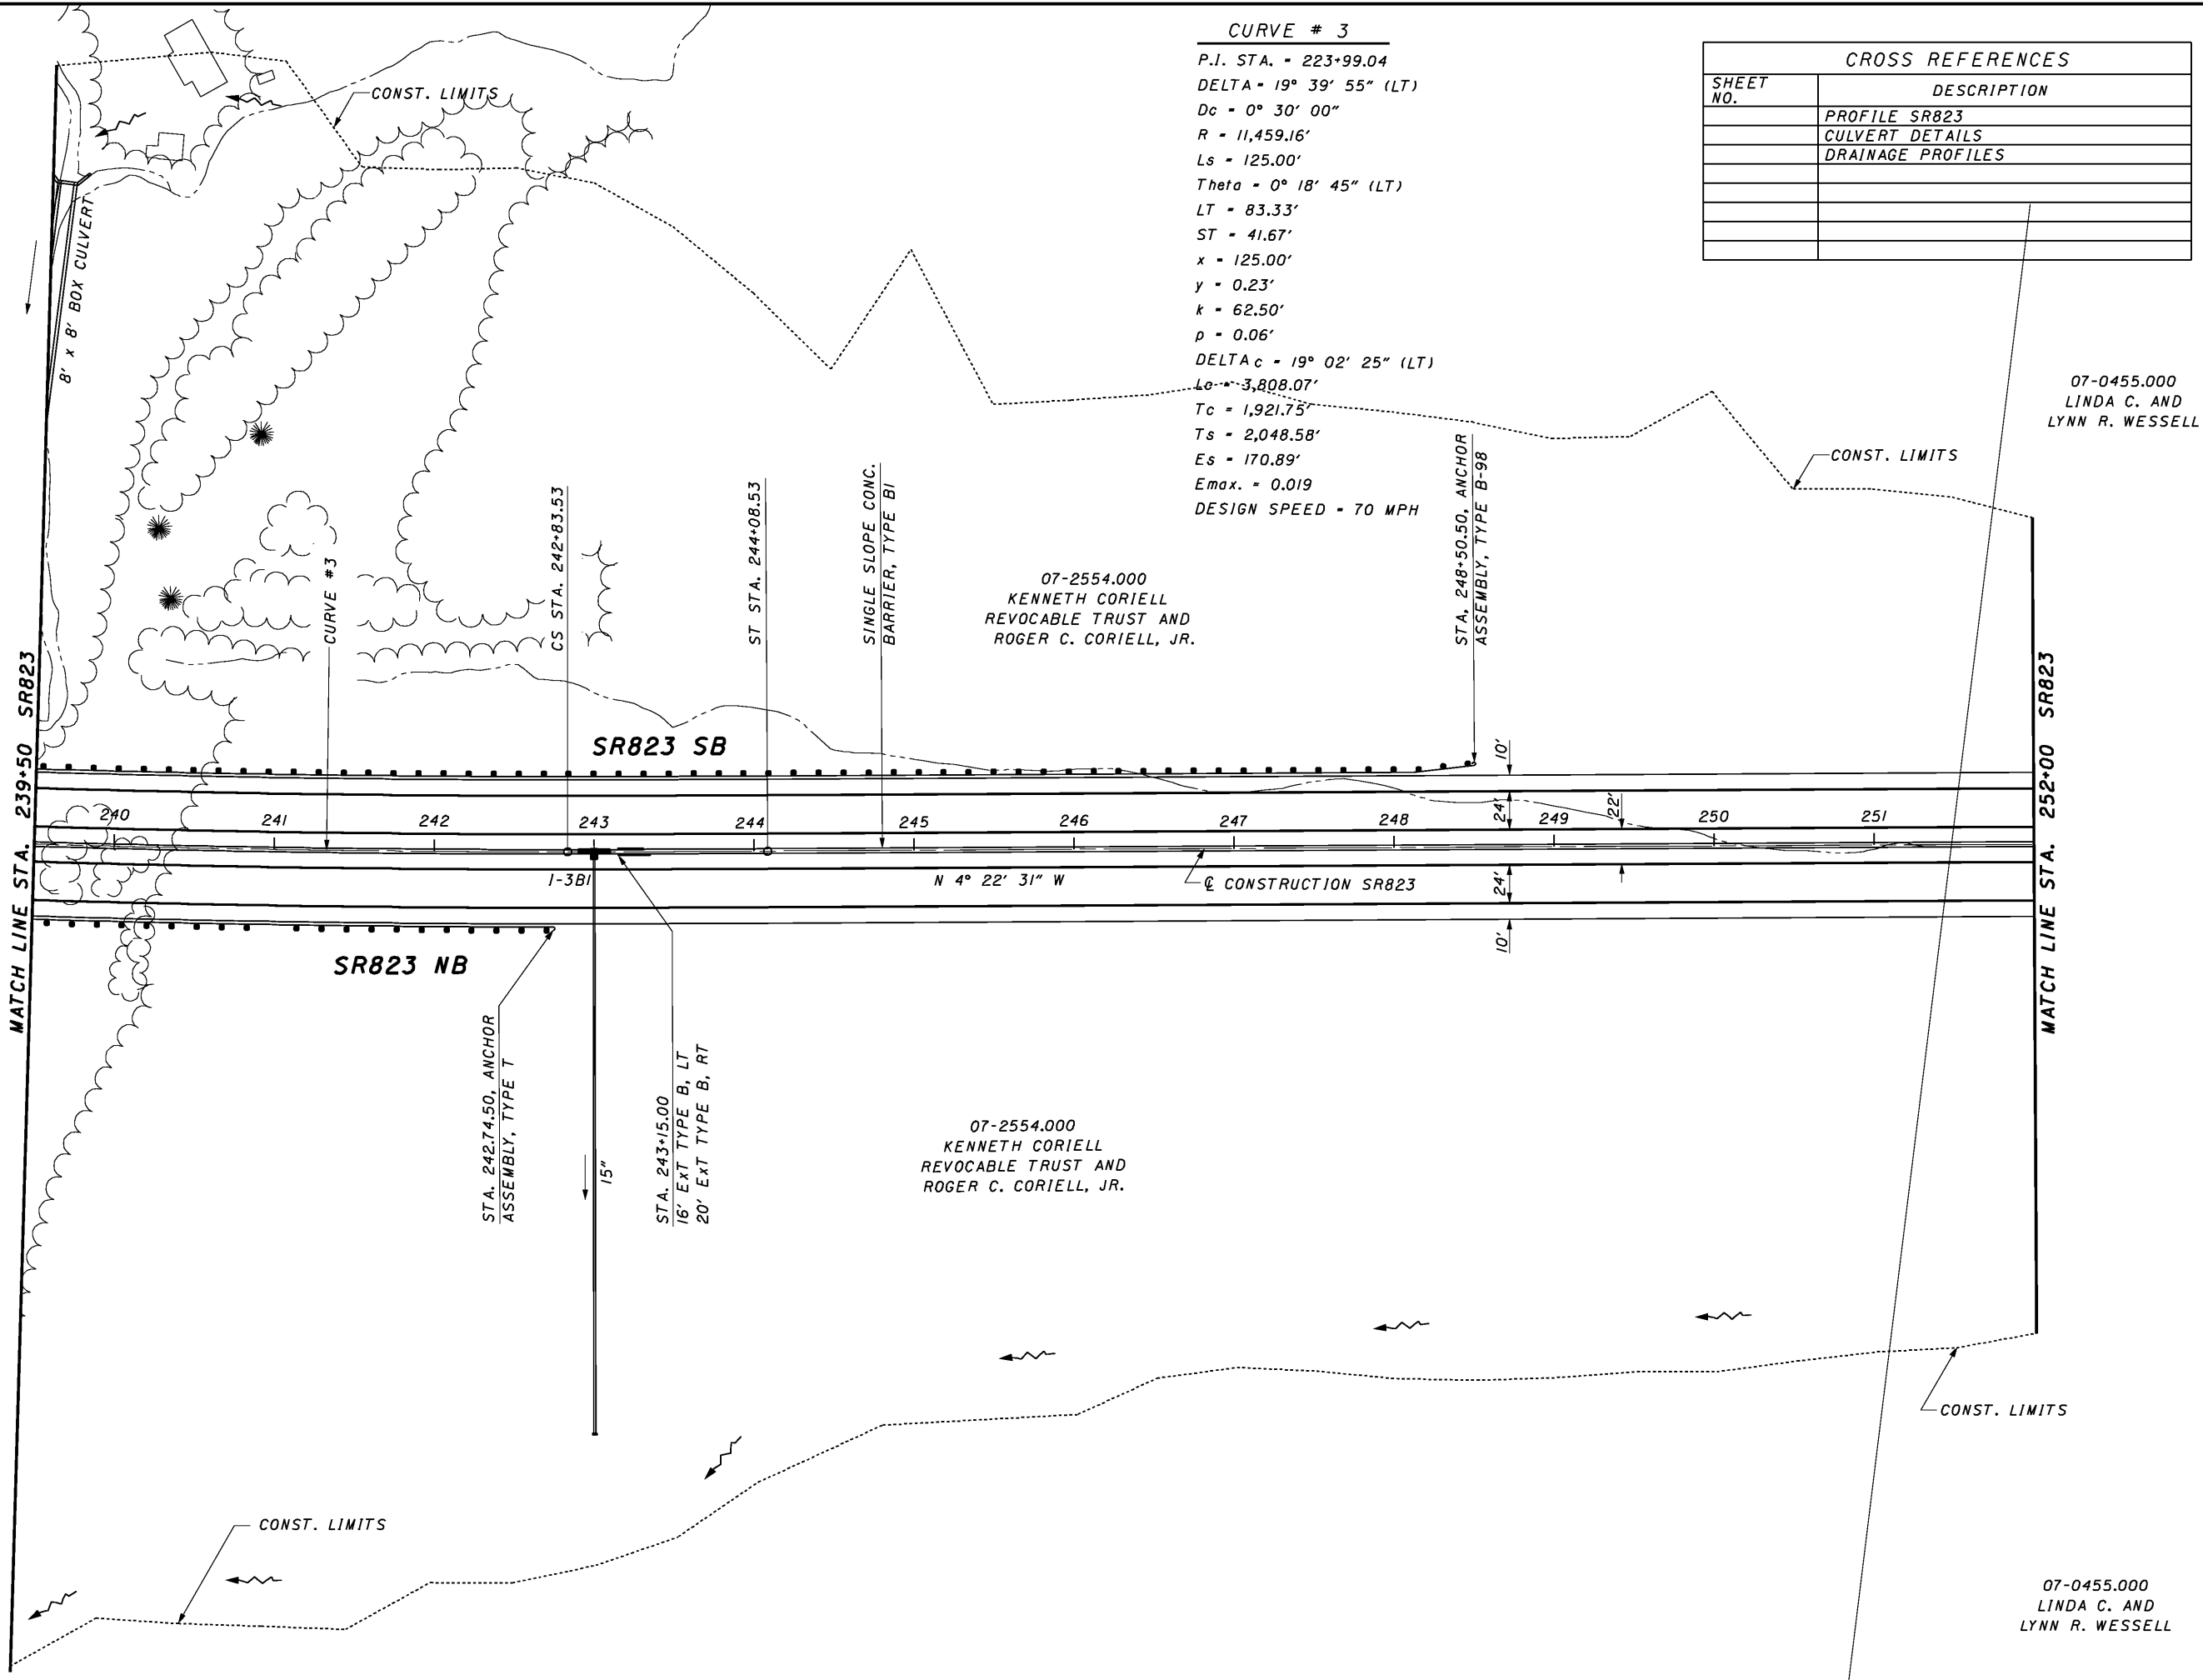 CURVE # 3
P.I. STA. = 223+99.04
DELTA = 19° 39' 55" (LT)
Dc = 0° 30' 00"
R = 11,459.16'
Ls = 125.00'
Theta = 0° 18' 45" (LT)
LT = 83.33'
ST = 41.67'
x = 125.00'
y = 0.23'
k = 62.50'
p = 0.06'
DELTA c = 19° 02' 25" (LT)
Lc = 3,808.07'
Tc = 1,921.75'
Ts = 2,048.58'
Es = 170.89'
Emax. = 0.019
DESIGN SPEED = 70 MPH
CROSS REFERENCES
SHEET NO. DESCRIPTION
PROFILE SR823
CULVERT DETAILS
DRAINAGE PROFILES
CONST. LIMITS
8' x 8' BOX CULVERT
07-0455.000
LINDA C. AND
LYNN R. WESSELL
CONST. LIMITS
CURVE #3
CS STA. 242+83.53
ST STA. 244+08.53
SINGLE SLOPE CONC.
BARRIER, TYPE B1
07-2554.000
KENNETH CORIELL
REVOCABLE TRUST AND
ROGER C. CORIELL, JR.
STA. 248+50.50, ANCHOR
ASSEMBLY, TYPE B-98
MATCH LINE STA. 239+50 SR823
SR823 SB
MATCH LINE STA. 252+00 SR823
10'
24'
22'
240 241 242 243 244 245 246 247 248 249 250 251
1-3B1
N 4° 22' 31" W
℄ CONSTRUCTION SR823
24'
10'
SR823 NB
STA. 242.74.50, ANCHOR
ASSEMBLY, TYPE T
15"
STA. 243+15.00
16' ExT TYPE B, LT
20' ExT TYPE B, RT
07-2554.000
KENNETH CORIELL
REVOCABLE TRUST AND
ROGER C. CORIELL, JR.
CONST. LIMITS
CONST. LIMITS
07-0455.000
LINDA C. AND
LYNN R. WESSELL